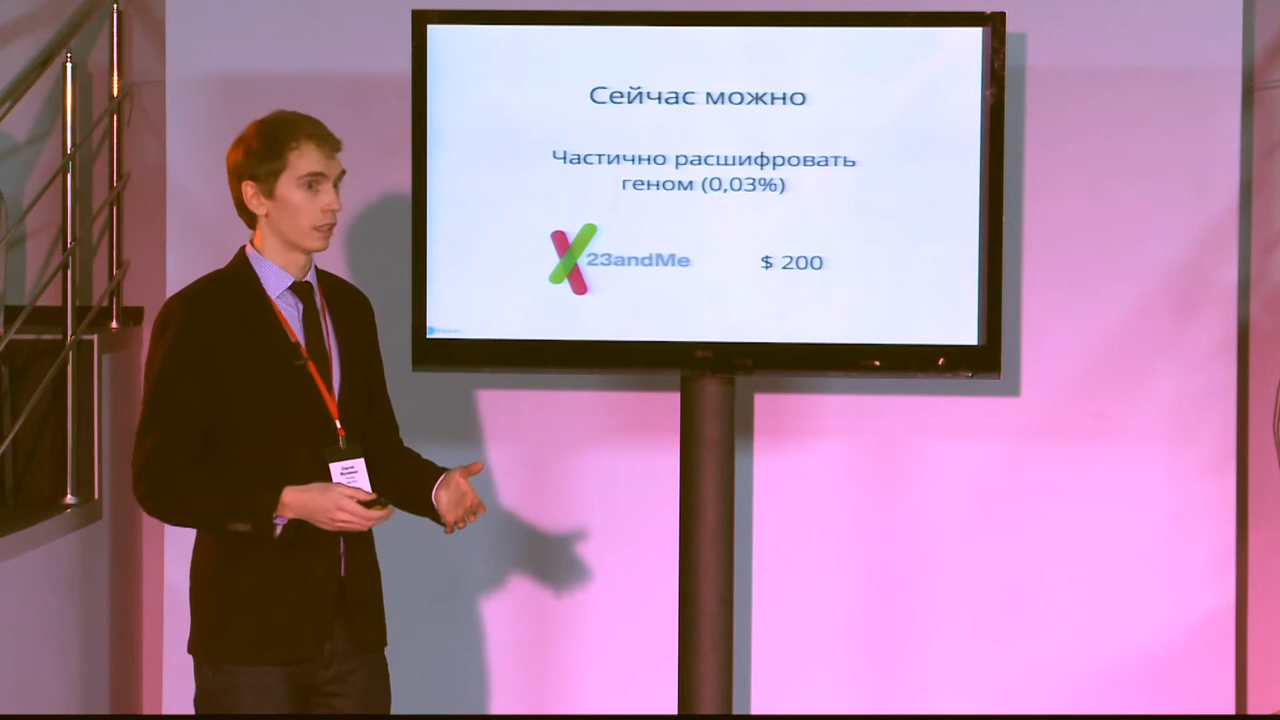 Сейчас можно
Частично расшифровать
геном (0,03%)
23andMe
$ 200